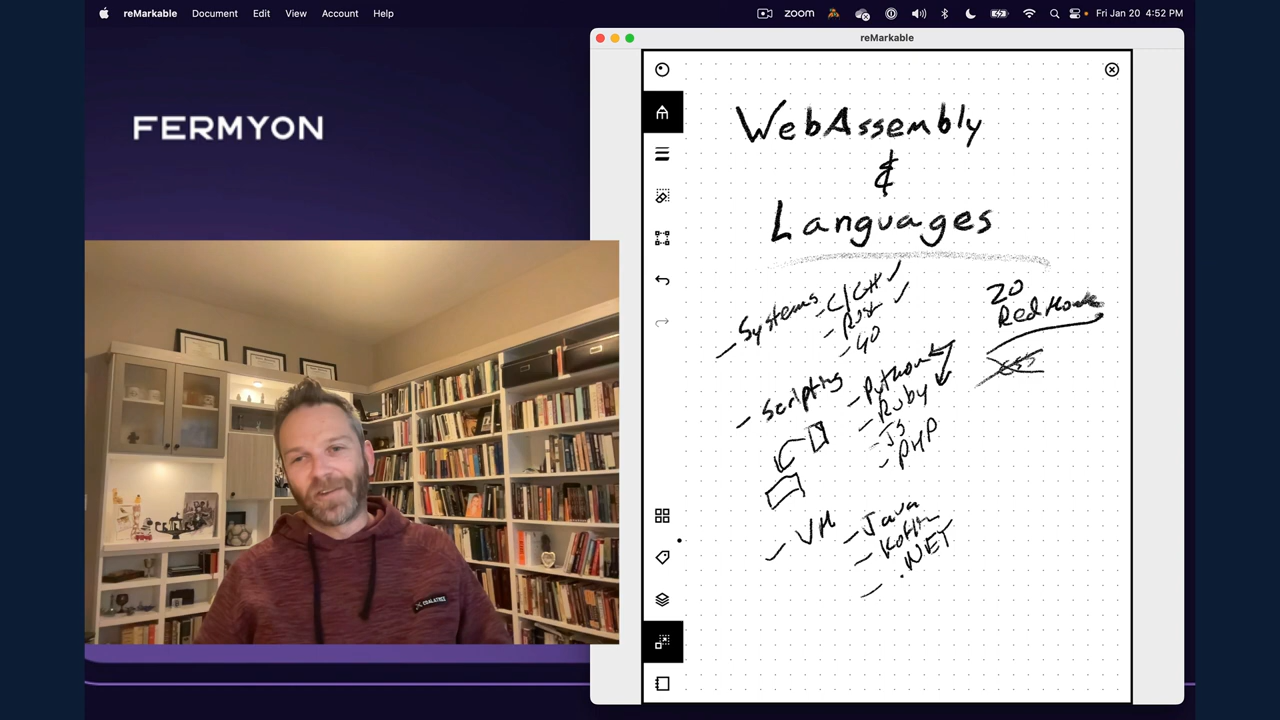 reMarkable Document Edit View Account Help
zoom Fri Jan 20 4:52 PM
reMarkable
FERMYON
WebAssembly
&
Languages
- Systems - C/C++ ✓
- Rust ✓
- Go
20
RedMonk
- Scripting - Python
- Ruby
- JS
- PHP
CSS
- VM - Java
- Kotlin
- .NET